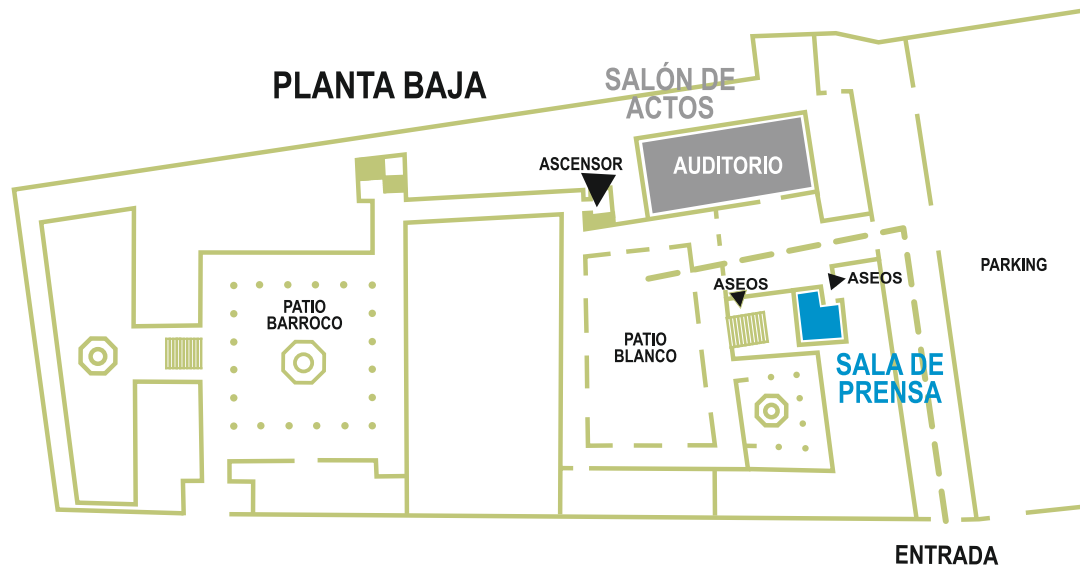 PLANTA BAJA
SALÓN DE
ACTOS
ASCENSOR
AUDITORIO
PARKING
ASEOS
ASEOS
PATIO
BARROCO
PATIO
BLANCO
SALA DE
PRENSA
ENTRADA